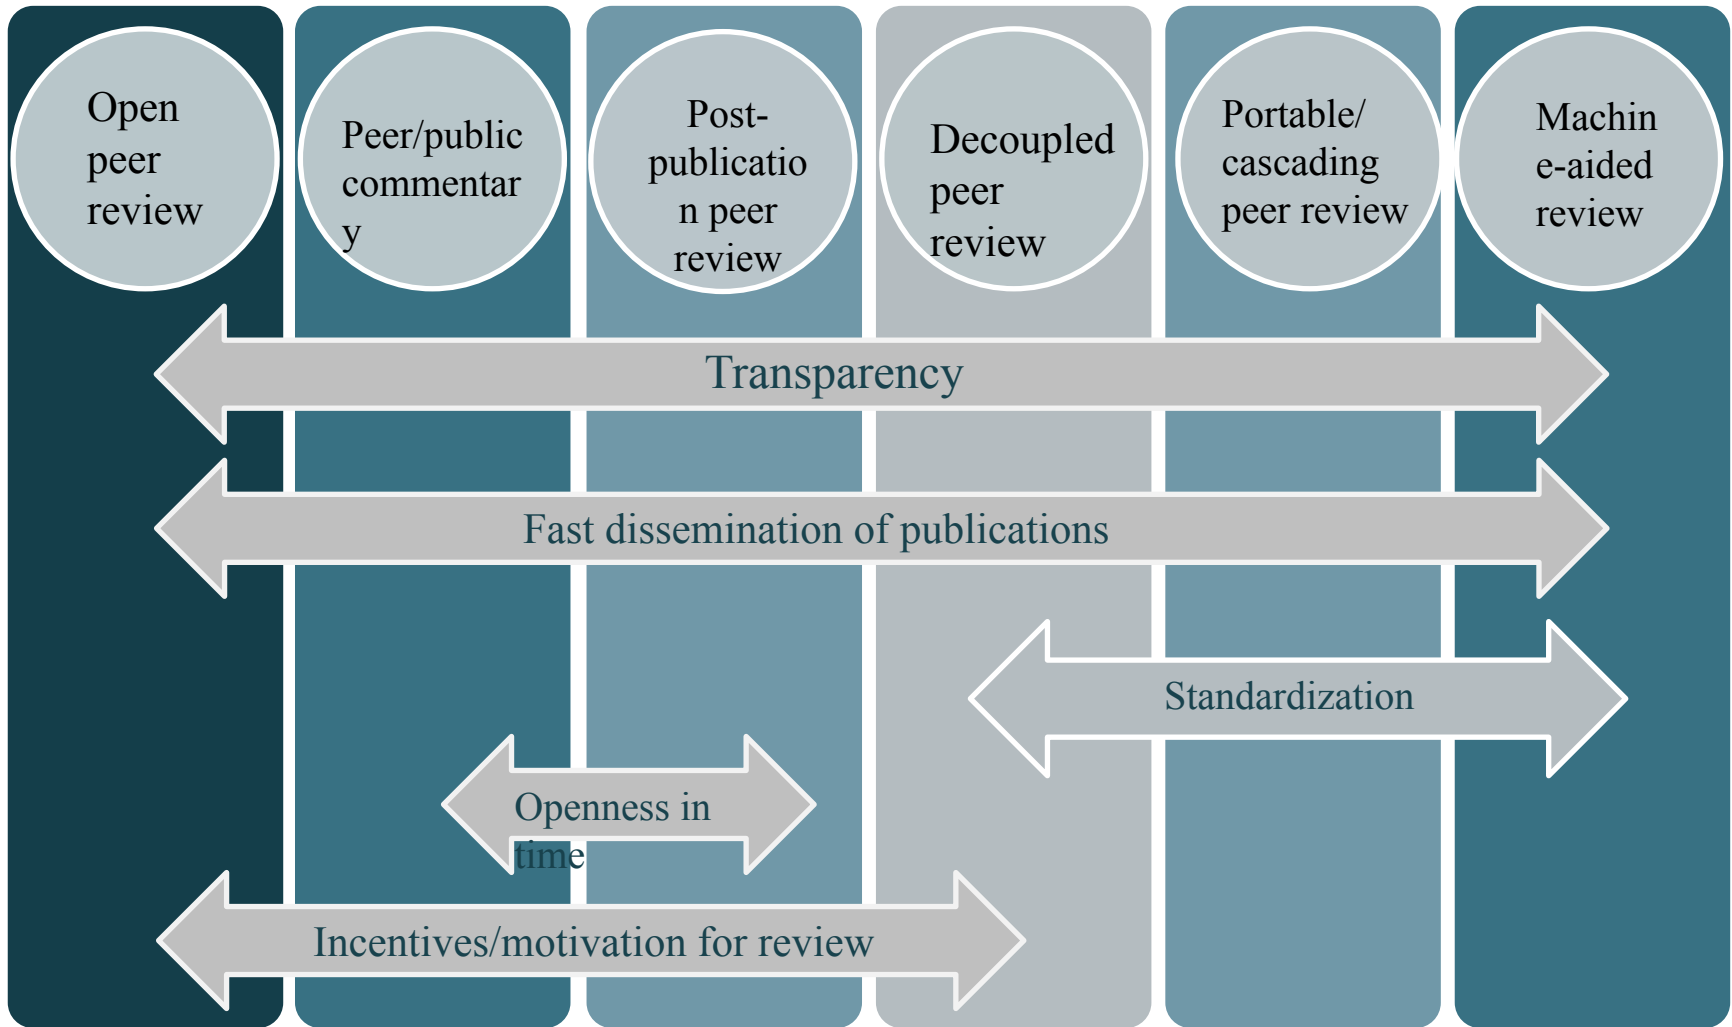 Open
peer
review
Peer/public
commentar
y
Post-
publicatio
n peer
review
Decoupled
peer
review
Portable/
cascading
peer review
Machin
e-aided
review
Transparency
Fast dissemination of publications
Standardization
Openness in
time
Incentives/motivation for review